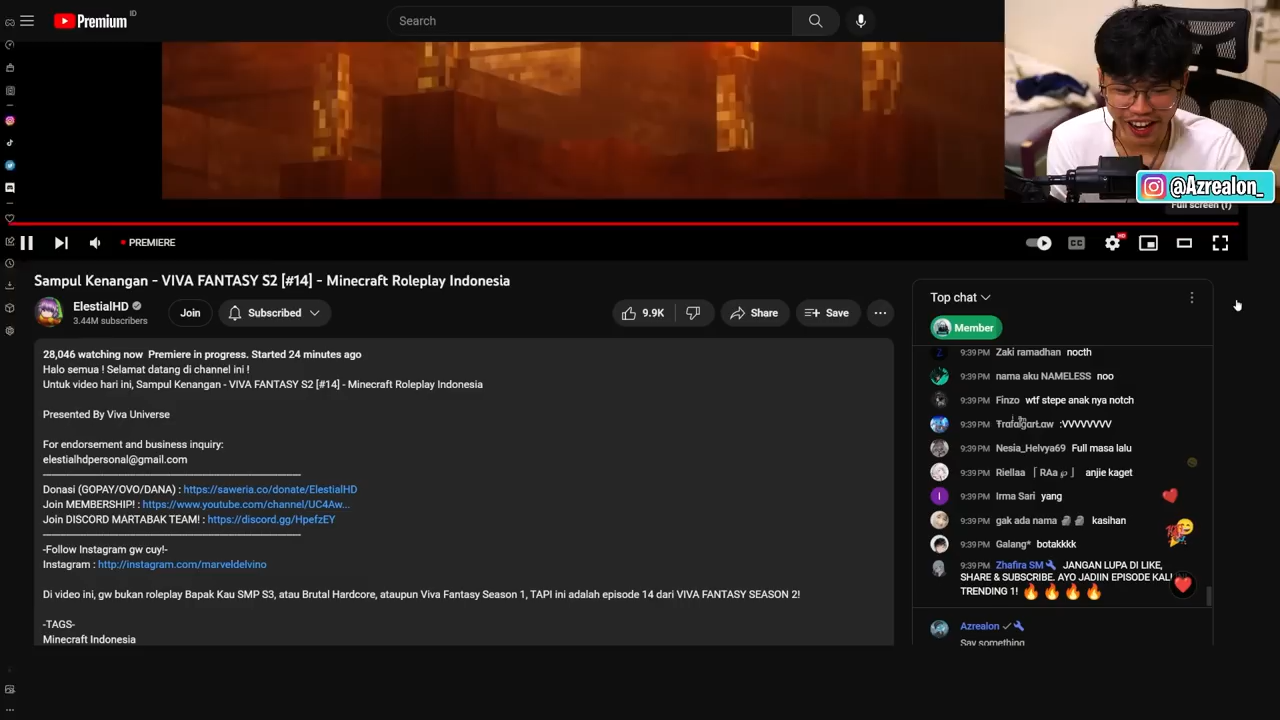 Premium ID
Search
@Azrealon_
Full screen (f)
PREMIERE
CC
HD
Sampul Kenangan - VIVA FANTASY S2 [#14] - Minecraft Roleplay Indonesia
ElestialHD
3.44M subscribers
Join
Subscribed
9.9K
Share
Save
28,046 watching now Premiere in progress. Started 24 minutes ago
Halo semua ! Selamat datang di channel ini !
Untuk video hari ini, Sampul Kenangan - VIVA FANTASY S2 [#14] - Minecraft Roleplay Indonesia
Presented By Viva Universe
For endorsement and business inquiry:
elestialhdpersonal@gmail.com
Donasi (GOPAY/OVO/DANA) : https://saweria.co/donate/ElestialHD
Join MEMBERSHIP! : https://www.youtube.com/channel/UC4Aw...
Join DISCORD MARTABAK TEAM! : https://discord.gg/HpefzEY
-Follow Instagram gw cuy!-
Instagram : http://instagram.com/marveldelvino
Di video ini, gw bukan roleplay Bapak Kau SMP S3, atau Brutal Hardcore, ataupun Viva Fantasy Season 1, TAPI ini adalah episode 14 dari VIVA FANTASY SEASON 2!
-TAGS-
Minecraft Indonesia
Top chat
Member
9:39 PM Zaki ramadhan nocth
9:39 PM nama aku NAMELESS noo
9:39 PM Finzo wtf stepe anak nya notch
9:39 PM :VVVVVVVV
9:39 PM Nesia_Helvya69 Full masa lalu
9:39 PM Riellaa「 RAa ℘ 」 anjie kaget
9:39 PM Irma Sari yang
9:39 PM gak ada nama 🗿🗿 kasihan
9:39 PM Galang* botakkkk
9:39 PM Zhafira SM JANGAN LUPA DI LIKE,
SHARE & SUBSCRIBE. AYO JADIIN EPISODE KALI
TRENDING 1! 🔥 🔥 🔥 🔥
Azrealon
Say something